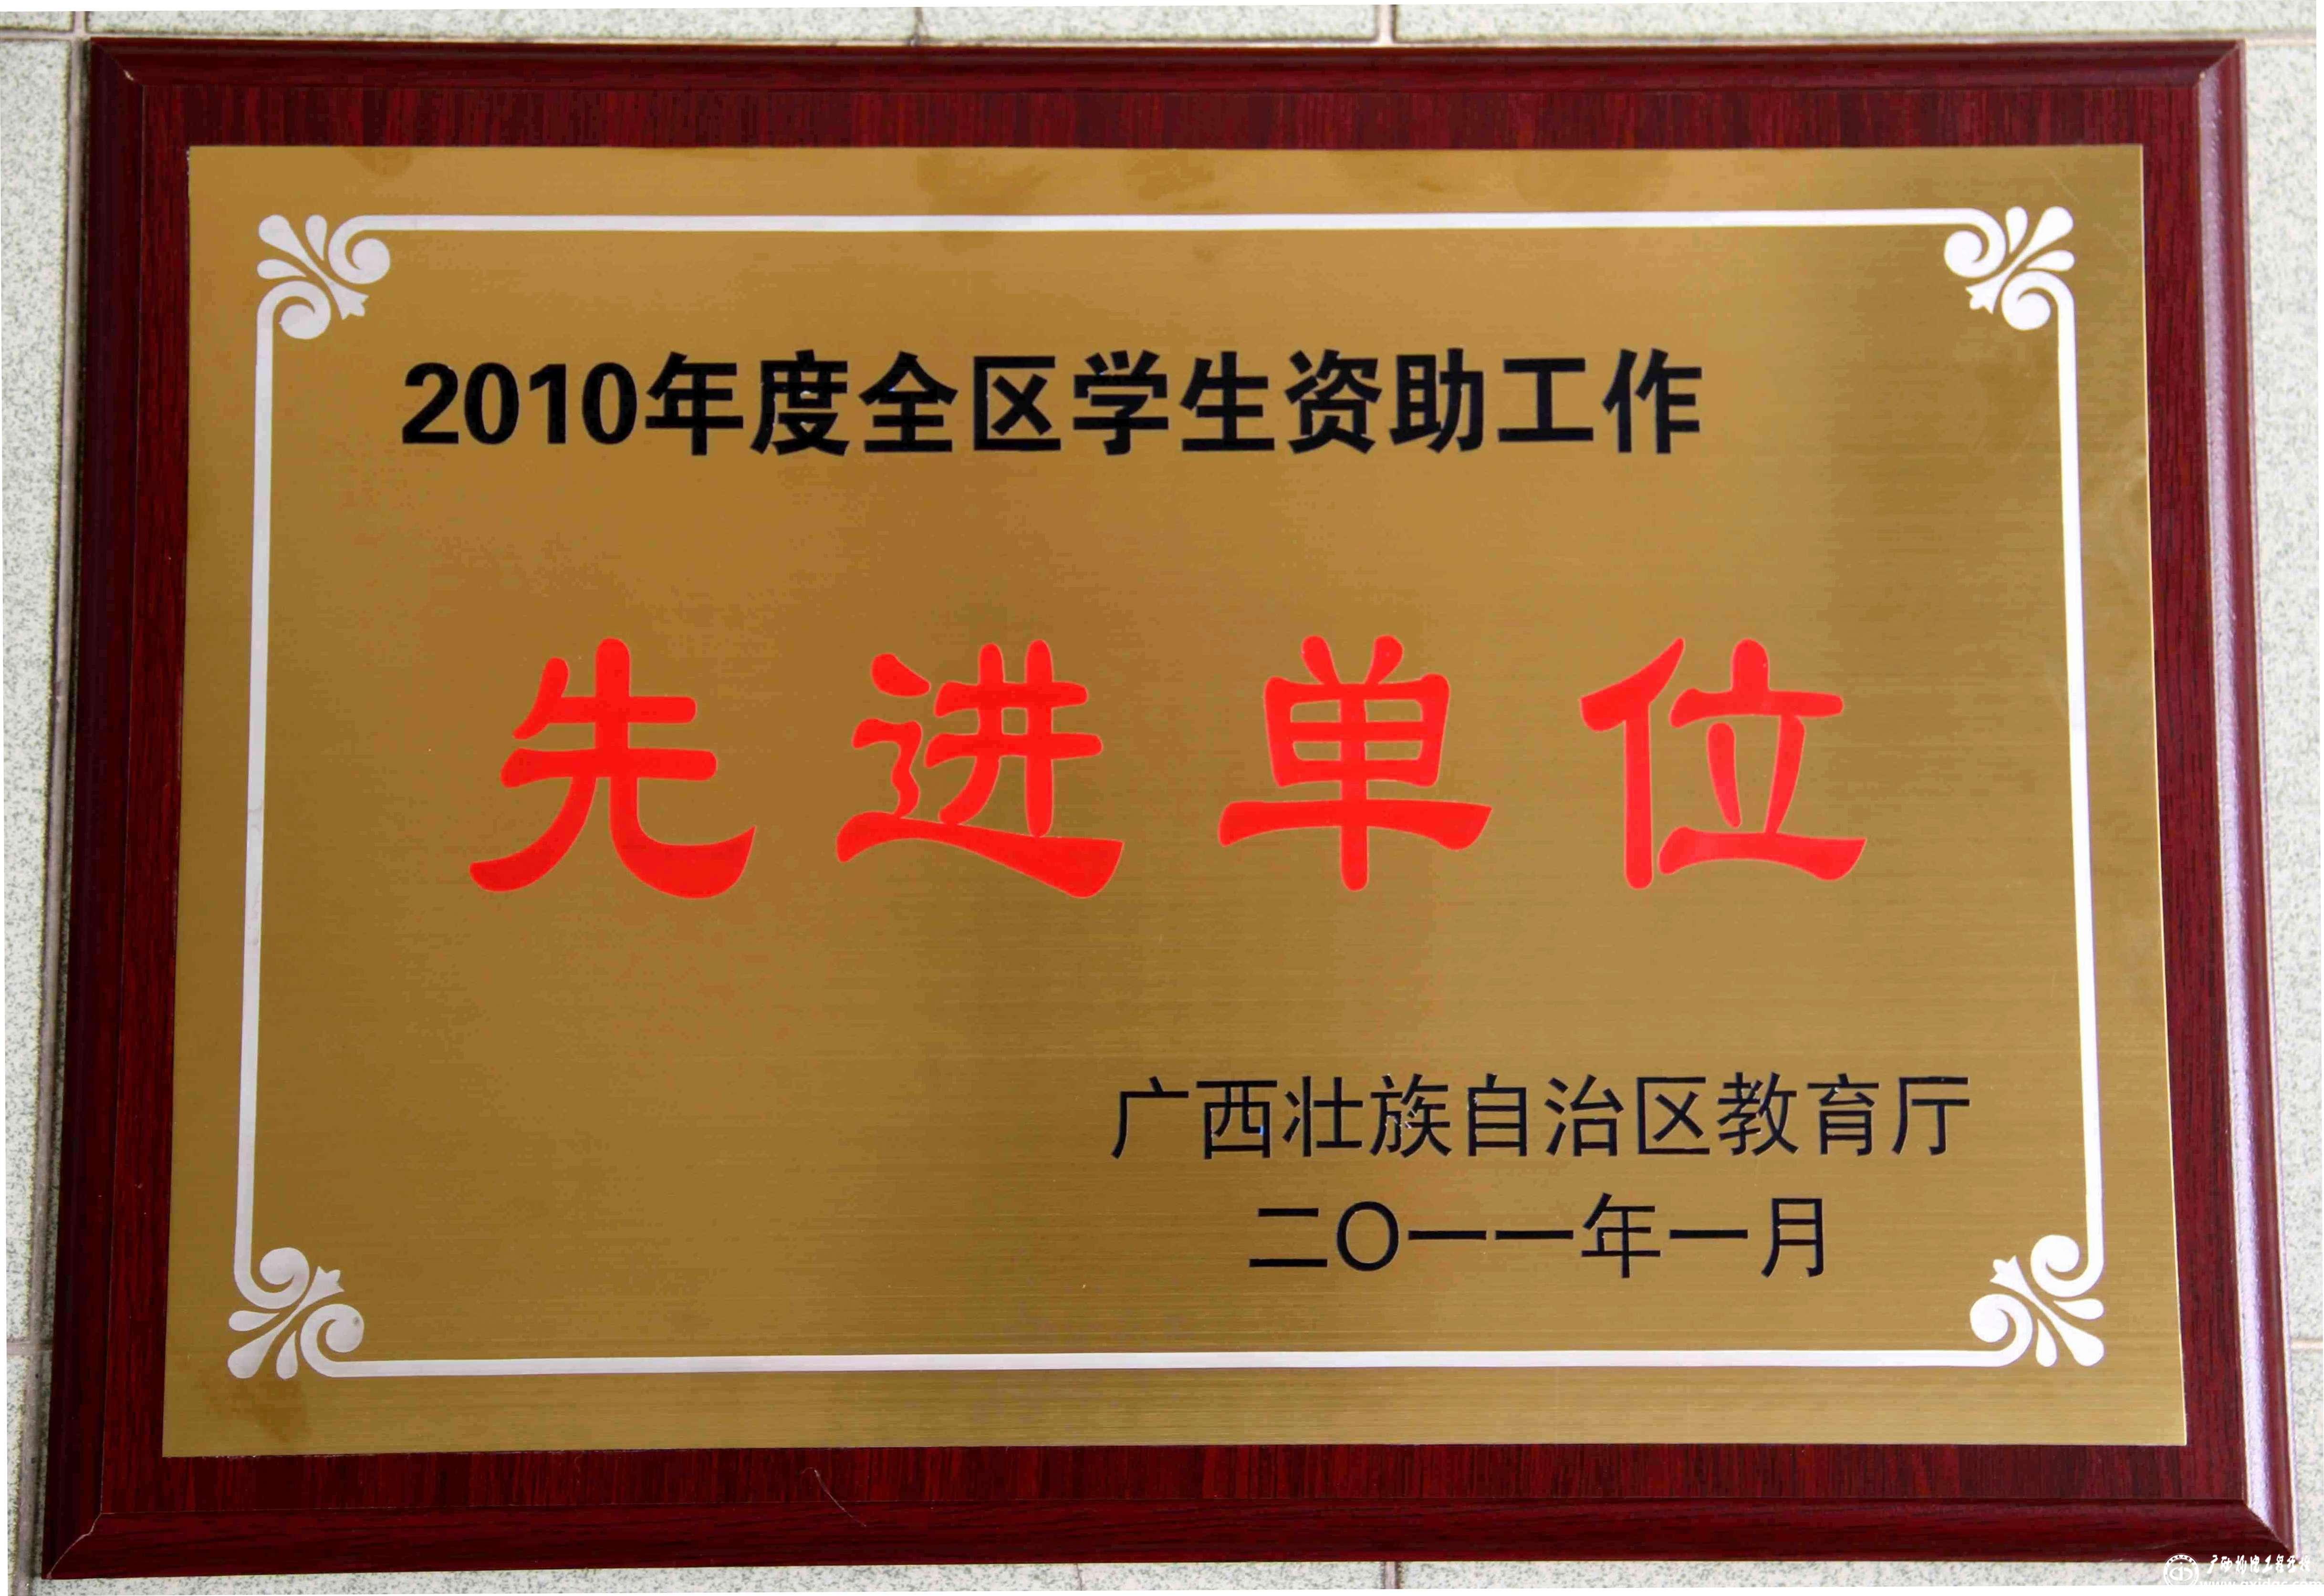 2010年度全区学生资助工作
先进单位
广西壮族自治区教育厅
二〇一一年一月